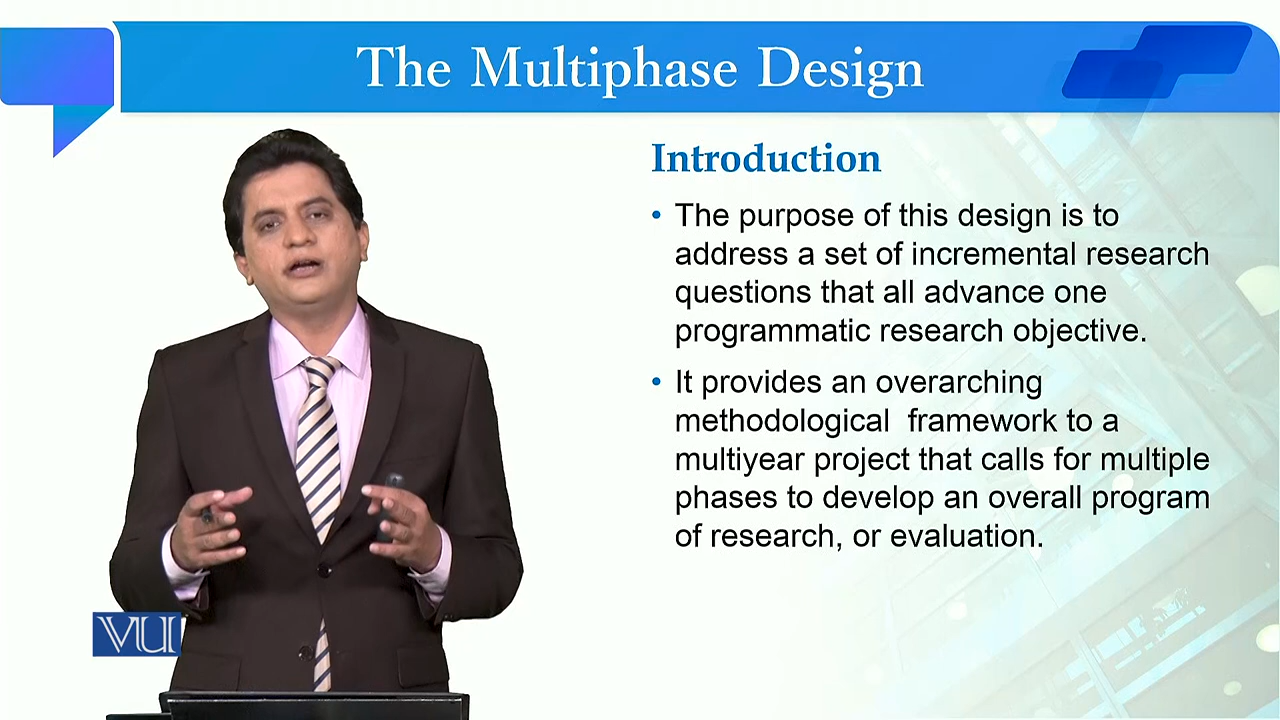 The Multiphase Design
Introduction
• The purpose of this design is to
address a set of incremental research
questions that all advance one
programmatic research objective.
• It provides an overarching
methodological framework to a
multiyear project that calls for multiple
phases to develop an overall program
of research, or evaluation.
VU